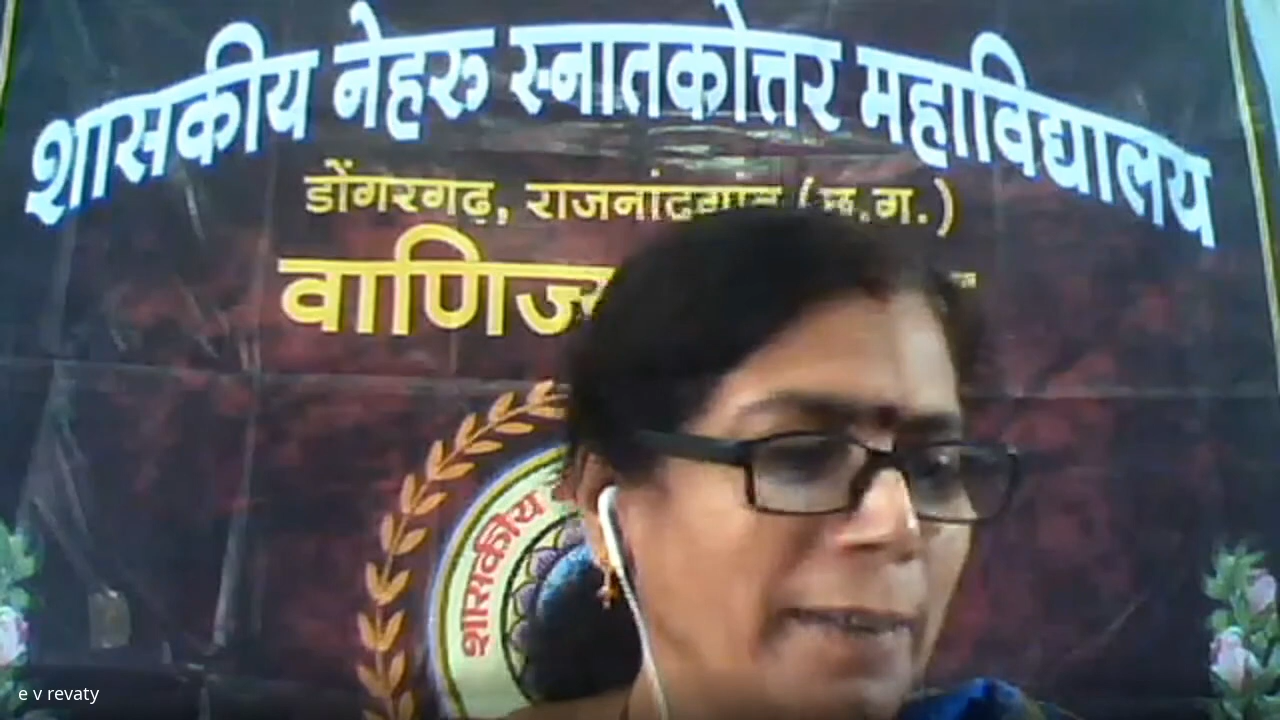 शासकीय नेहरु स्नातकोत्तर महाविद्यालय
डोंगरगढ़, राजनांदगांव (छ.ग.)
शासकीय
e v revaty